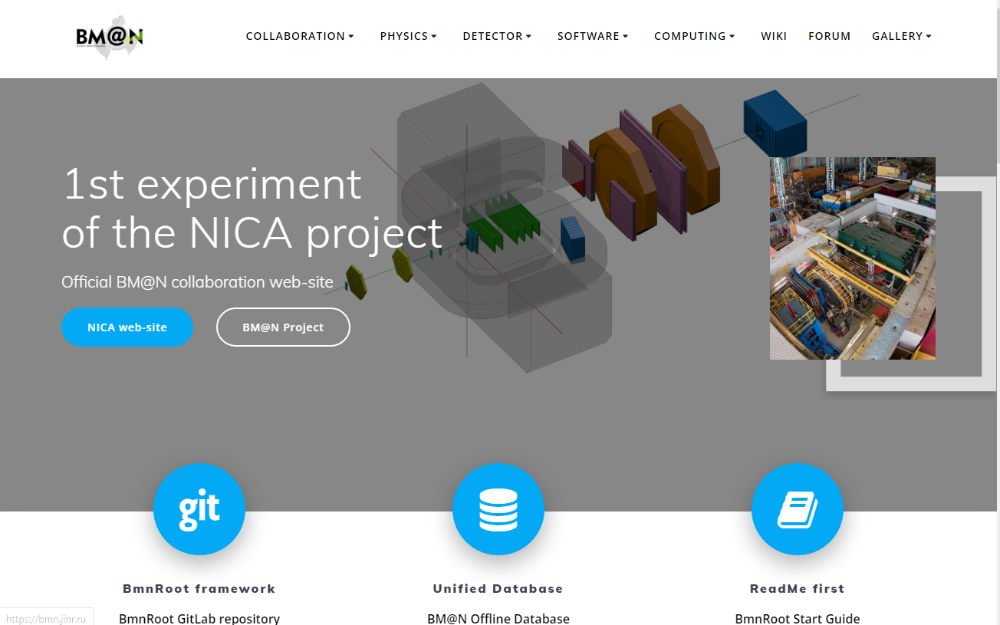 BM@N
COLLABORATION PHYSICS DETECTOR SOFTWARE COMPUTING WIKI FORUM GALLERY
1st experiment
of the NICA project
Official BM@N collaboration web-site
NICA web-site BM@N Project
git
BmnRoot framework Unified Database ReadMe first
BmnRoot GitLab repository BM@N Offline Database BmnRoot Start Guide
https://bmn.jinr.ru